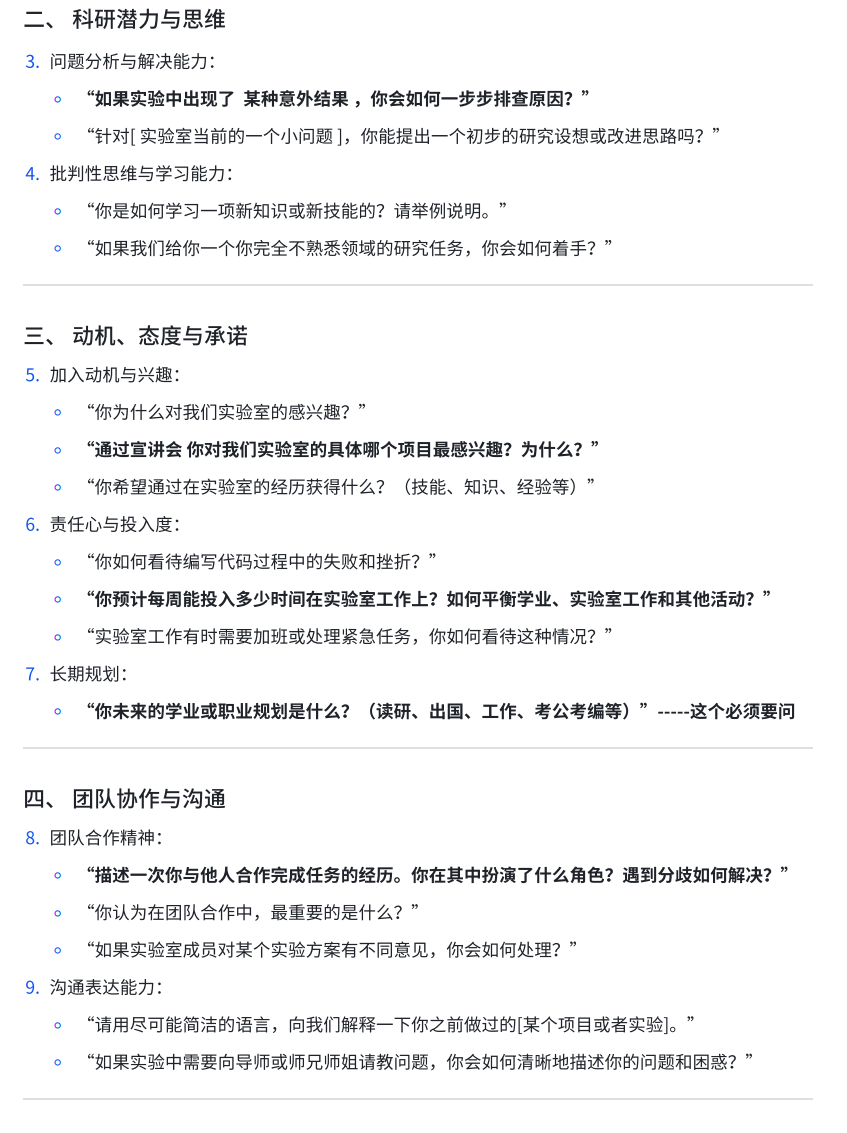 二、 科研潜力与思维
3. 问题分析与解决能力：
“如果实验中出现了 某种意外结果 ，你会如何一步步排查原因？”
“针对[ 实验室当前的一个小问题 ]，你能提出一个初步的研究设想或改进思路吗？”
4. 批判性思维与学习能力：
“你是如何学习一项新知识或新技能的？请举例说明。”
“如果我们给你一个你完全不熟悉领域的研究任务，你会如何着手？”
三、 动机、态度与承诺
5. 加入动机与兴趣：
“你为什么对我们实验室的感兴趣？”
“通过宣讲会 你对我们实验室的具体哪个项目最感兴趣？为什么？”
“你希望通过在实验室的经历获得什么？（技能、知识、经验等）”
6. 责任心与投入度：
“你如何看待编写代码过程中的失败和挫折？”
“你预计每周能投入多少时间在实验室工作上？如何平衡学业、实验室工作和其他活动？”
“实验室工作有时需要加班或处理紧急任务，你如何看待这种情况？”
7. 长期规划：
“你未来的学业或职业规划是什么？（读研、出国、工作、考公考编等）”-----这个必须要问
四、 团队协作与沟通
8. 团队合作精神：
“描述一次你与他人合作完成任务的经历。你在其中扮演了什么角色？遇到分歧如何解决？”
“你认为在团队合作中，最重要的是什么？”
“如果实验室成员对某个实验方案有不同意见，你会如何处理？”
9. 沟通表达能力：
“请用尽可能简洁的语言，向我们解释一下你之前做过的[某个项目或者实验]。”
“如果实验中需要向导师或师兄师姐请教问题，你会如何清晰地描述你的问题和困惑？”